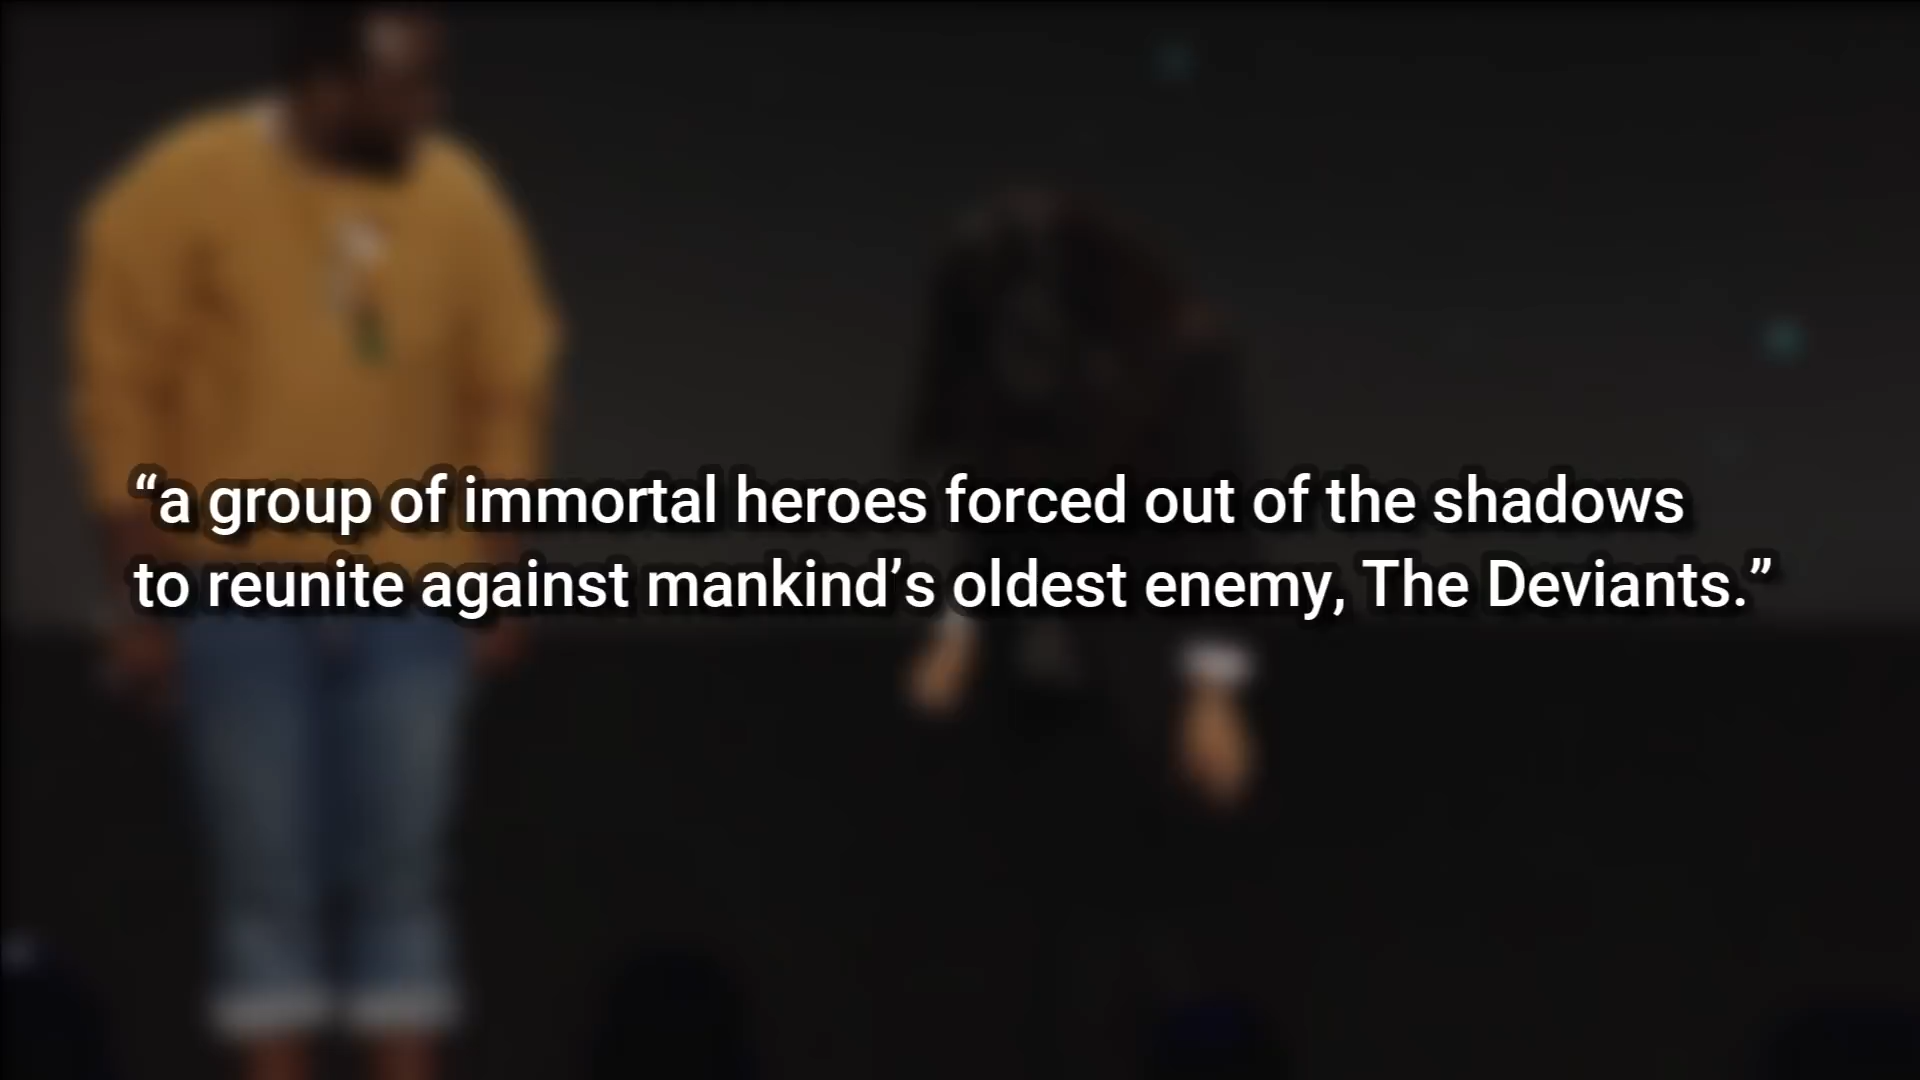 “a group of immortal heroes forced out of the shadows
to reunite against mankind’s oldest enemy, The Deviants.”